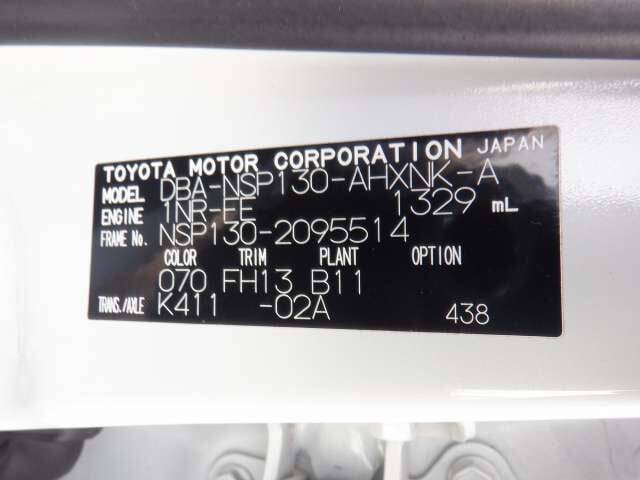 TOYOTA MOTOR CORPORATION JAPAN
MODEL DBA-NSP130-AHXNK-A
ENGINE 1NR-FE 1329 mL
FRAME No. NSP130-2095514
COLOR TRIM PLANT OPTION
070 FH13 B11
TRANS./AXLE K411 -02A 438